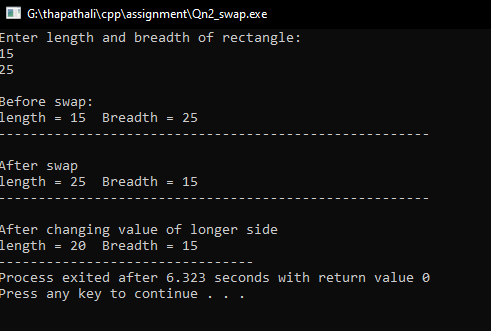 G:\thapathali\cpp\assignment\Qn2_swap.exe
Enter length and breadth of rectangle:
15
25
Before swap:
length = 15  Breadth = 25
------------------------------------------------------
After swap
length = 25  Breadth = 15
------------------------------------------------------
After changing value of longer side
length = 20  Breadth = 15
--------------------------------
Process exited after 6.323 seconds with return value 0
Press any key to continue . . .